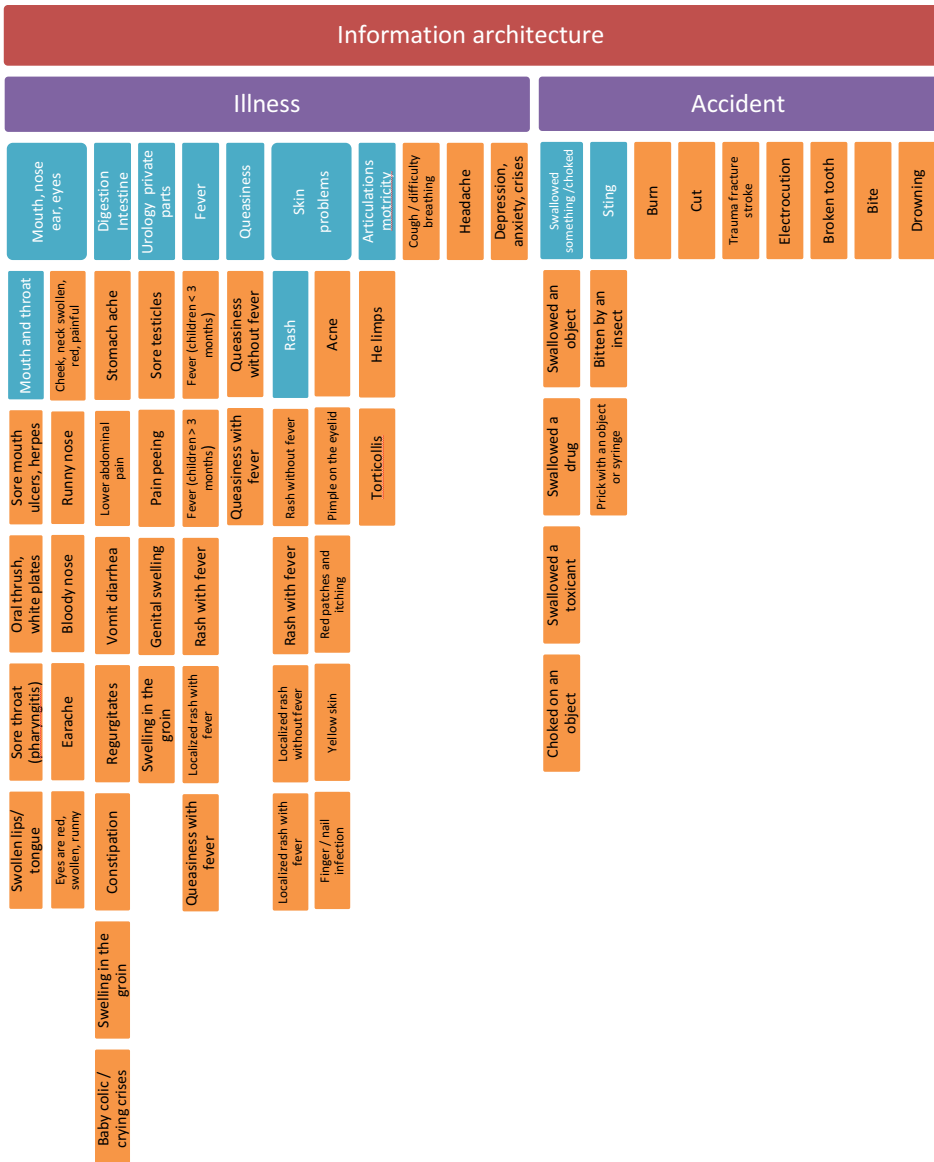 Information architecture
Illness
Accident
Mouth, nose
ear, eyes
Digestion
Intestine
Urology private
parts
Fever
Queasiness
Skin
problems
Articulations
motricity
Cough / difficulty
breathing
Headache
Depression,
anxiety, crises
Swallowed
something /choked
Sting
Burn
Cut
Trauma fracture
stroke
Electrocution
Broken tooth
Bite
Drowning
Mouth and throat
Cheek, neck swollen,
red, painful
Stomach ache
Sore testicles
Fever (children < 3
months)
Queasiness
without fever
Rash
Acne
He limps
Swallowed an
object
Bitten by an
insect
Sore mouth
ulcers, herpes
Runny nose
Lower abdominal
pain
Pain peeing
Fever (children > 3
months)
Queasiness with
fever
Rash without fever
Pimple on the eyelid
Torticollis
Swallowed a
drug
Prick with an object
or syringe
Oral thrush,
white plates
Bloody nose
Vomit diarrhea
Genital swelling
Rash with fever
Rash with fever
Red patches and
itching
Swallowed a
toxicant
Sore throat
(pharyngitis)
Earache
Regurgitates
Swelling in the
groin
Localized rash with
fever
Localized rash
without fever
Yellow skin
Choked on an
object
Swollen lips/
tongue
Eyes are red,
swollen, runny
Constipation
Queasiness with
fever
Localized rash with
fever
Finger / nail
infection
Swelling in the
groin
Baby colic /
crying crises